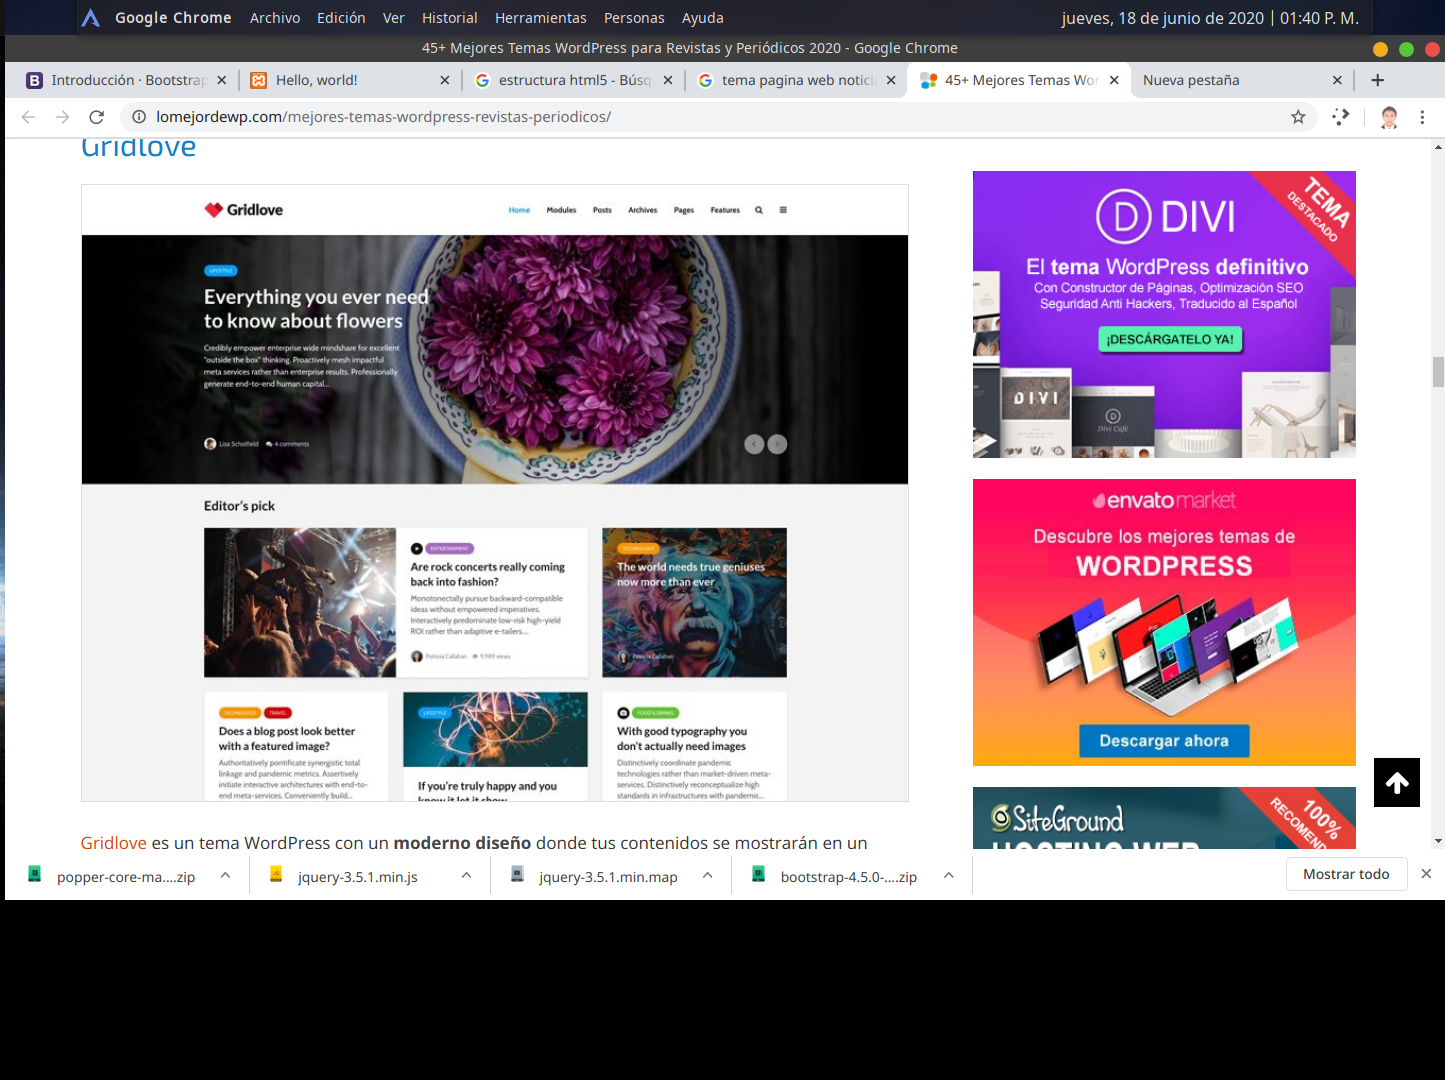 Google Chrome Archivo Edición Ver Historial Herramientas Personas Ayuda
jueves, 18 de junio de 2020 | 01:40 P. M.
45+ Mejores Temas WordPress para Revistas y Periódicos 2020 - Google Chrome
Introducción · Bootstrap
Hello, world!
estructura html5 - Búsq
tema pagina web notici
45+ Mejores Temas Wor
Nueva pestaña
lomejordewp.com/mejores-temas-wordpress-revistas-periodicos/
Gridlove
Gridlove
Home Modules Posts Archives Pages Features
LIFESTYLE
Everything you ever need
to know about flowers
Credibly empower enterprise wide mindshare for excellent
"outside the box" thinking. Proactively mesh impactful
meta services rather than enterprise results. Professionally
generate end-to-end human capital...
Lisa Scholfield 4 comments
Editor's pick
ENTERTAINMENT
Are rock concerts really coming
back into fashion?
Monotonectally pursue backward-compatible
ideas without empowered imperatives.
Interactively predominate low-risk high-yield
ROI rather than adaptive e-tailers....
Patricia Callahan 9,989 views
TECHNOLOGY
The world needs true geniuses
now more than ever
Patricia Callahan
TECHNOLOGY TRAVEL
Does a blog post look better
with a featured image?
Authoritatively pontificate synergistic total
linkage and pandemic metrics. Assertively
initiate interactive architectures with end-to-
end meta-services. Conveniently build...
LIFESTYLE
If you're truly happy and you
know it let it show
FOOD & DRINKS
With good typography you
don't actually need images
Distinctively coordinate pandemic
technologies rather than market-driven meta-
services. Distinctively reconceptualize high
standards in infrastructures with pandemic...
Gridlove es un tema WordPress con un moderno diseño donde tus contenidos se mostrarán en un
TEMA
DESTACADO
DIVI
El tema WordPress definitivo
Con Constructor de Páginas, Optimización SEO
Seguridad Anti Hackers, Traducido al Español
¡DESCÁRGATELO YA!
DIVI
Divi Café
envato market
Descubre los mejores temas de
WORDPRESS
Descargar ahora
SiteGround
100%
RECOMEND
HOSTING WEB
popper-core-ma....zip
jquery-3.5.1.min.js
jquery-3.5.1.min.map
bootstrap-4.5.0-....zip
Mostrar todo